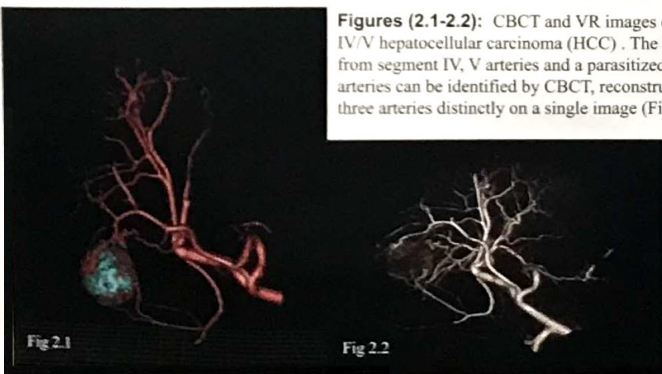 Figures (2.1-2.2): CBCT and VR images
IV/V hepatocellular carcinoma (HCC) . The
from segment IV, V arteries and a parasitized
arteries can be identified by CBCT, reconstru
three arteries distinctly on a single image (Fi
Fig 2.1
Fig 2.2